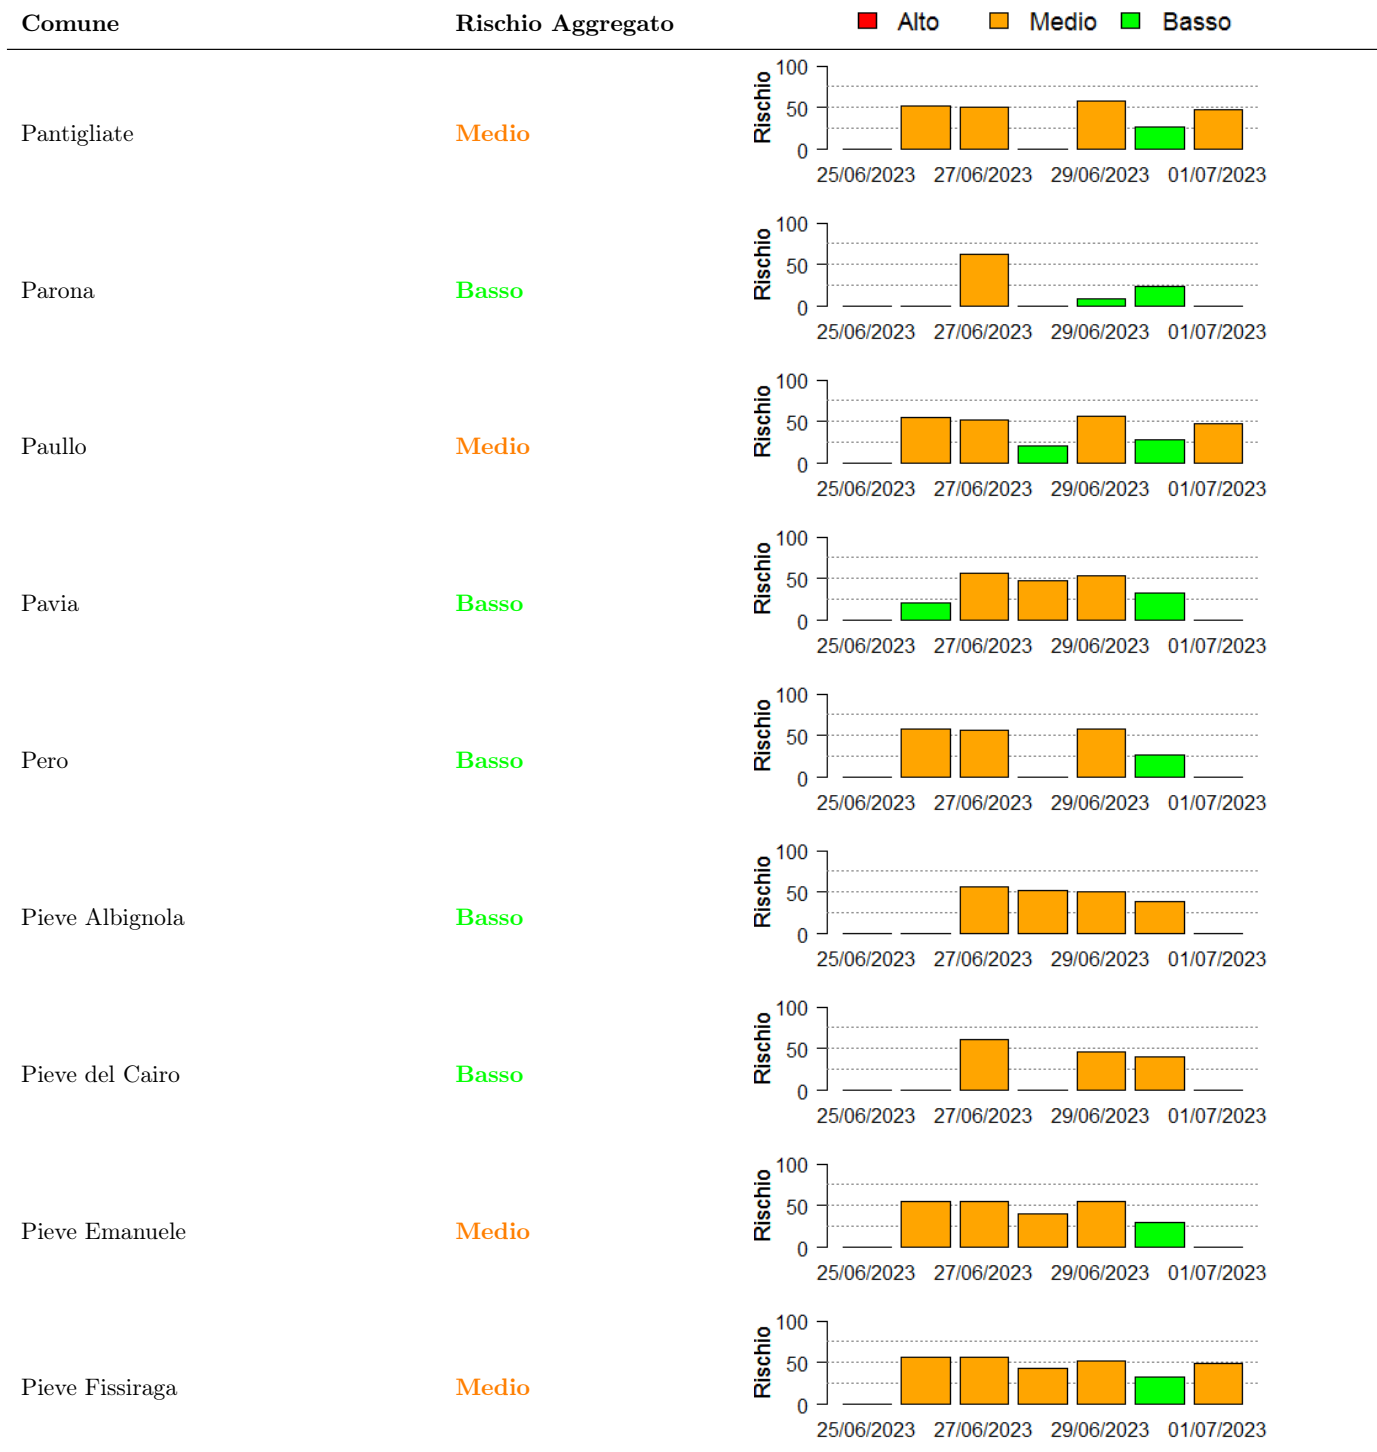 Comune Rischio Aggregato Alto Medio Basso
100
50
0
Rischio
Pantigliate Medio
25/06/2023 27/06/2023 29/06/2023 01/07/2023
100
50
0
Rischio
Parona Basso
25/06/2023 27/06/2023 29/06/2023 01/07/2023
100
50
0
Rischio
Paullo Medio
25/06/2023 27/06/2023 29/06/2023 01/07/2023
100
50
0
Rischio
Pavia Basso
25/06/2023 27/06/2023 29/06/2023 01/07/2023
100
50
0
Rischio
Pero Basso
25/06/2023 27/06/2023 29/06/2023 01/07/2023
100
50
0
Rischio
Pieve Albignola Basso
25/06/2023 27/06/2023 29/06/2023 01/07/2023
100
50
0
Rischio
Pieve del Cairo Basso
25/06/2023 27/06/2023 29/06/2023 01/07/2023
100
50
0
Rischio
Pieve Emanuele Medio
25/06/2023 27/06/2023 29/06/2023 01/07/2023
100
50
0
Rischio
Pieve Fissiraga Medio
25/06/2023 27/06/2023 29/06/2023 01/07/2023